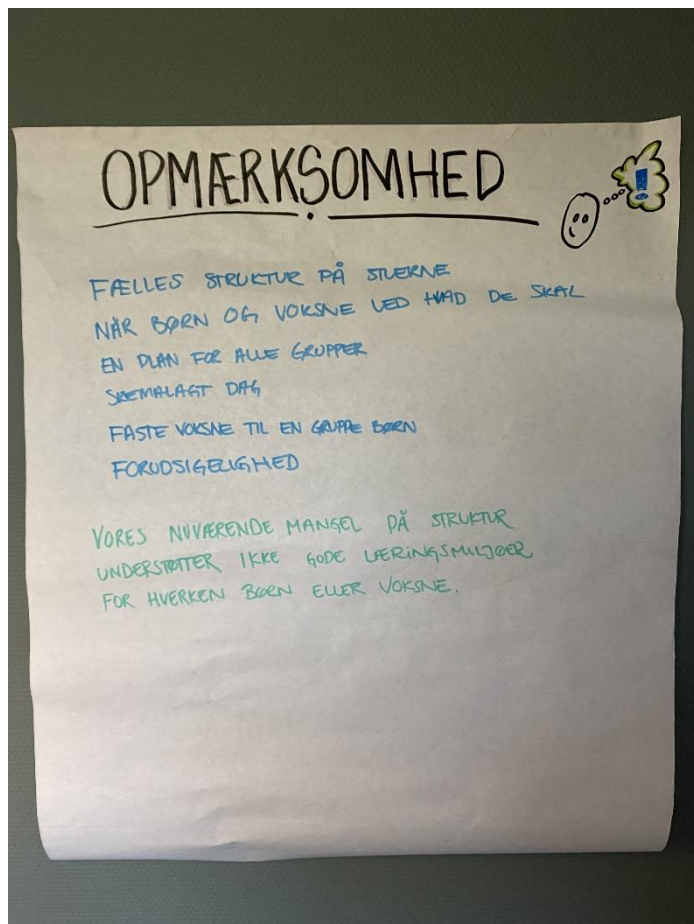 OPMÆRKSOMHED
!
FÆLLES STRUKTUR PÅ STUERNE
NÅR BØRN OG VOKSNE VED HVAD DE SKAL
EN PLAN FOR ALLE GRUPPER
SKEMALAGT DAG
FASTE VOKSNE TIL EN GRUPPE BØRN
FORUDSIGELIGHED
VORES NUVÆRENDE MANGEL PÅ STRUKTUR
UNDERSTØTTER IKKE GODE LÆRINGSMILJØER
FOR HVERKEN BØRN ELLER VOKSNE.